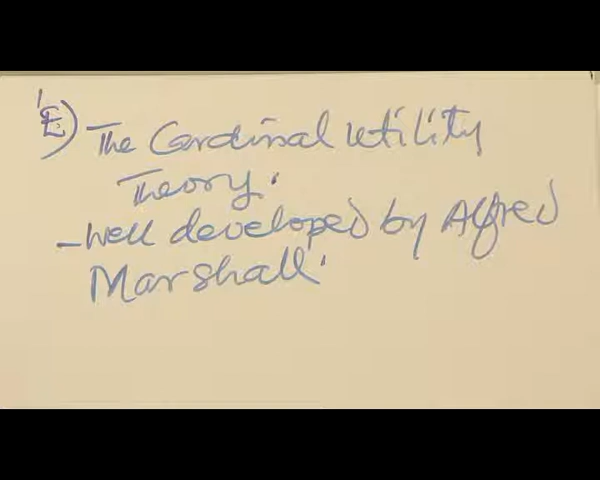 E) The Cardinal Utility
Theory.
- Well developed by Alfred
Marshall.